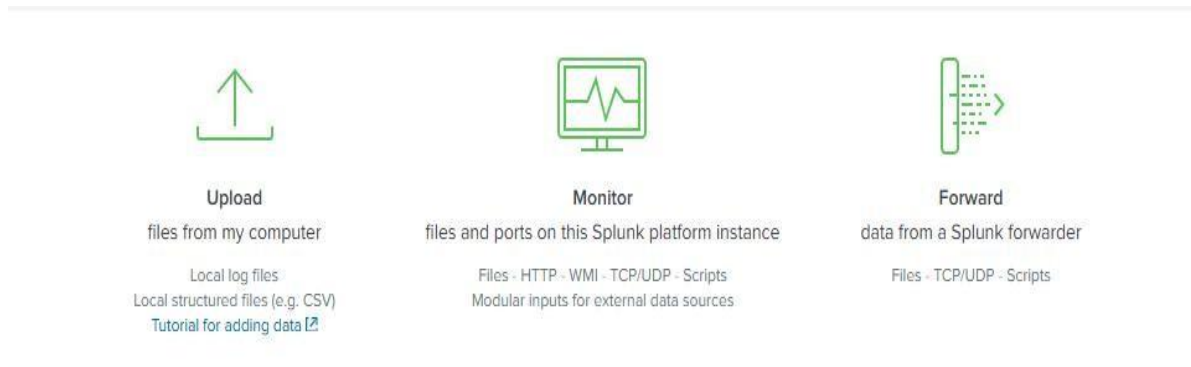 Upload
files from my computer
Local log files
Local structured files (e.g. CSV)
Tutorial for adding data
Monitor
files and ports on this Splunk platform instance
Files - HTTP - WMI - TCP/UDP - Scripts
Modular inputs for external data sources
Forward
data from a Splunk forwarder
Files - TCP/UDP - Scripts